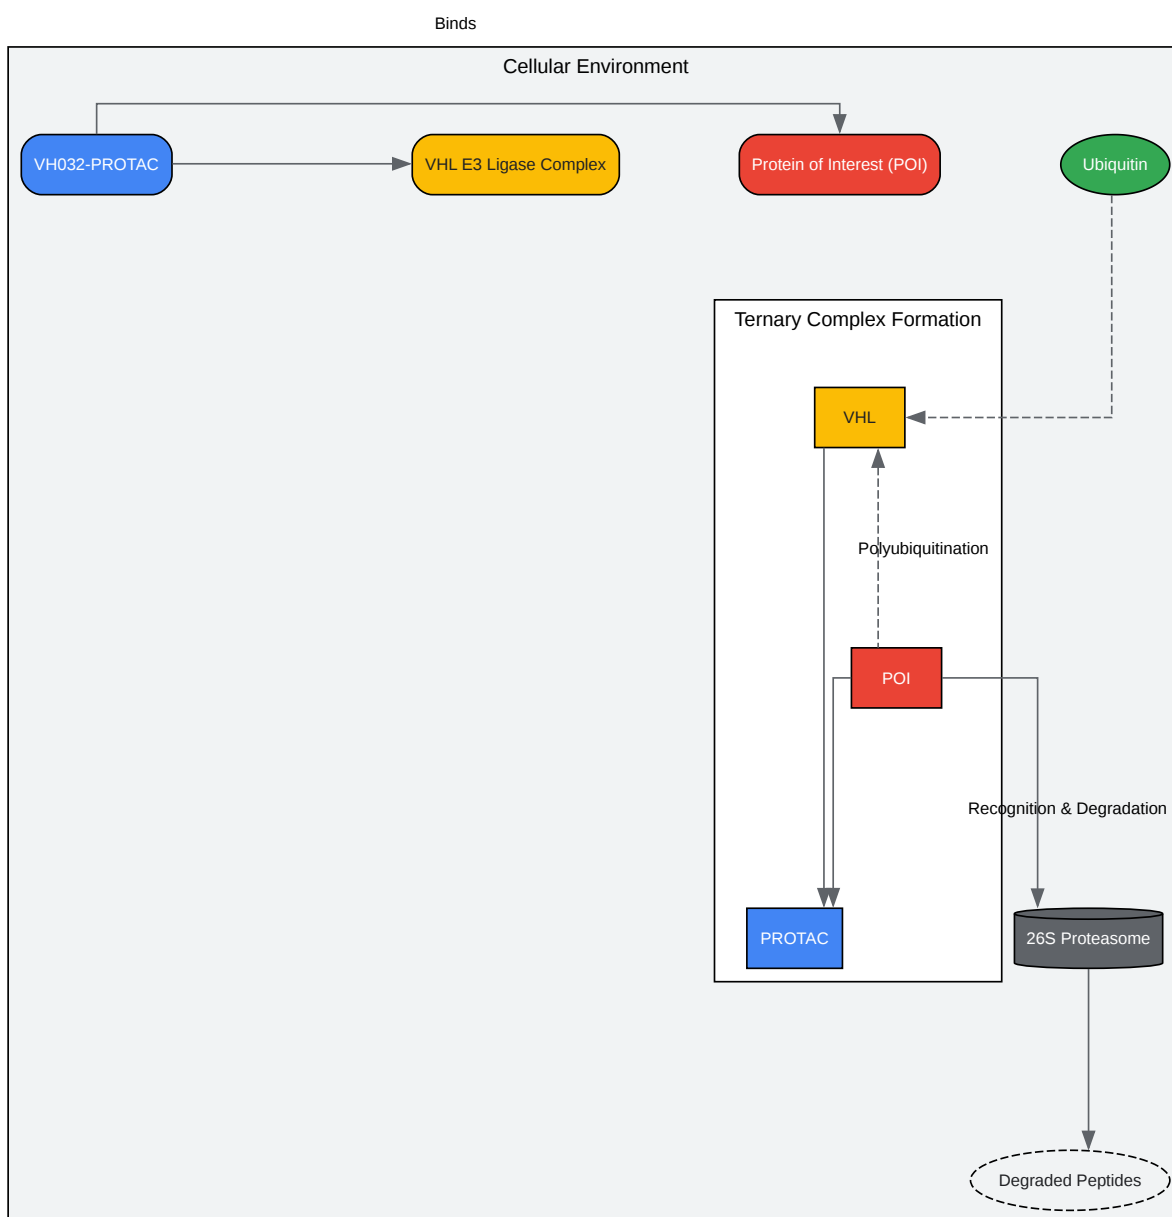 Binds
Cellular Environment
VH032-PROTAC
VHL E3 Ligase Complex
Protein of Interest (POI)
Ubiquitin
Ternary Complex Formation
VHL
Polyubiquitination
POI
Recognition & Degradation
PROTAC
26S Proteasome
Degraded Peptides